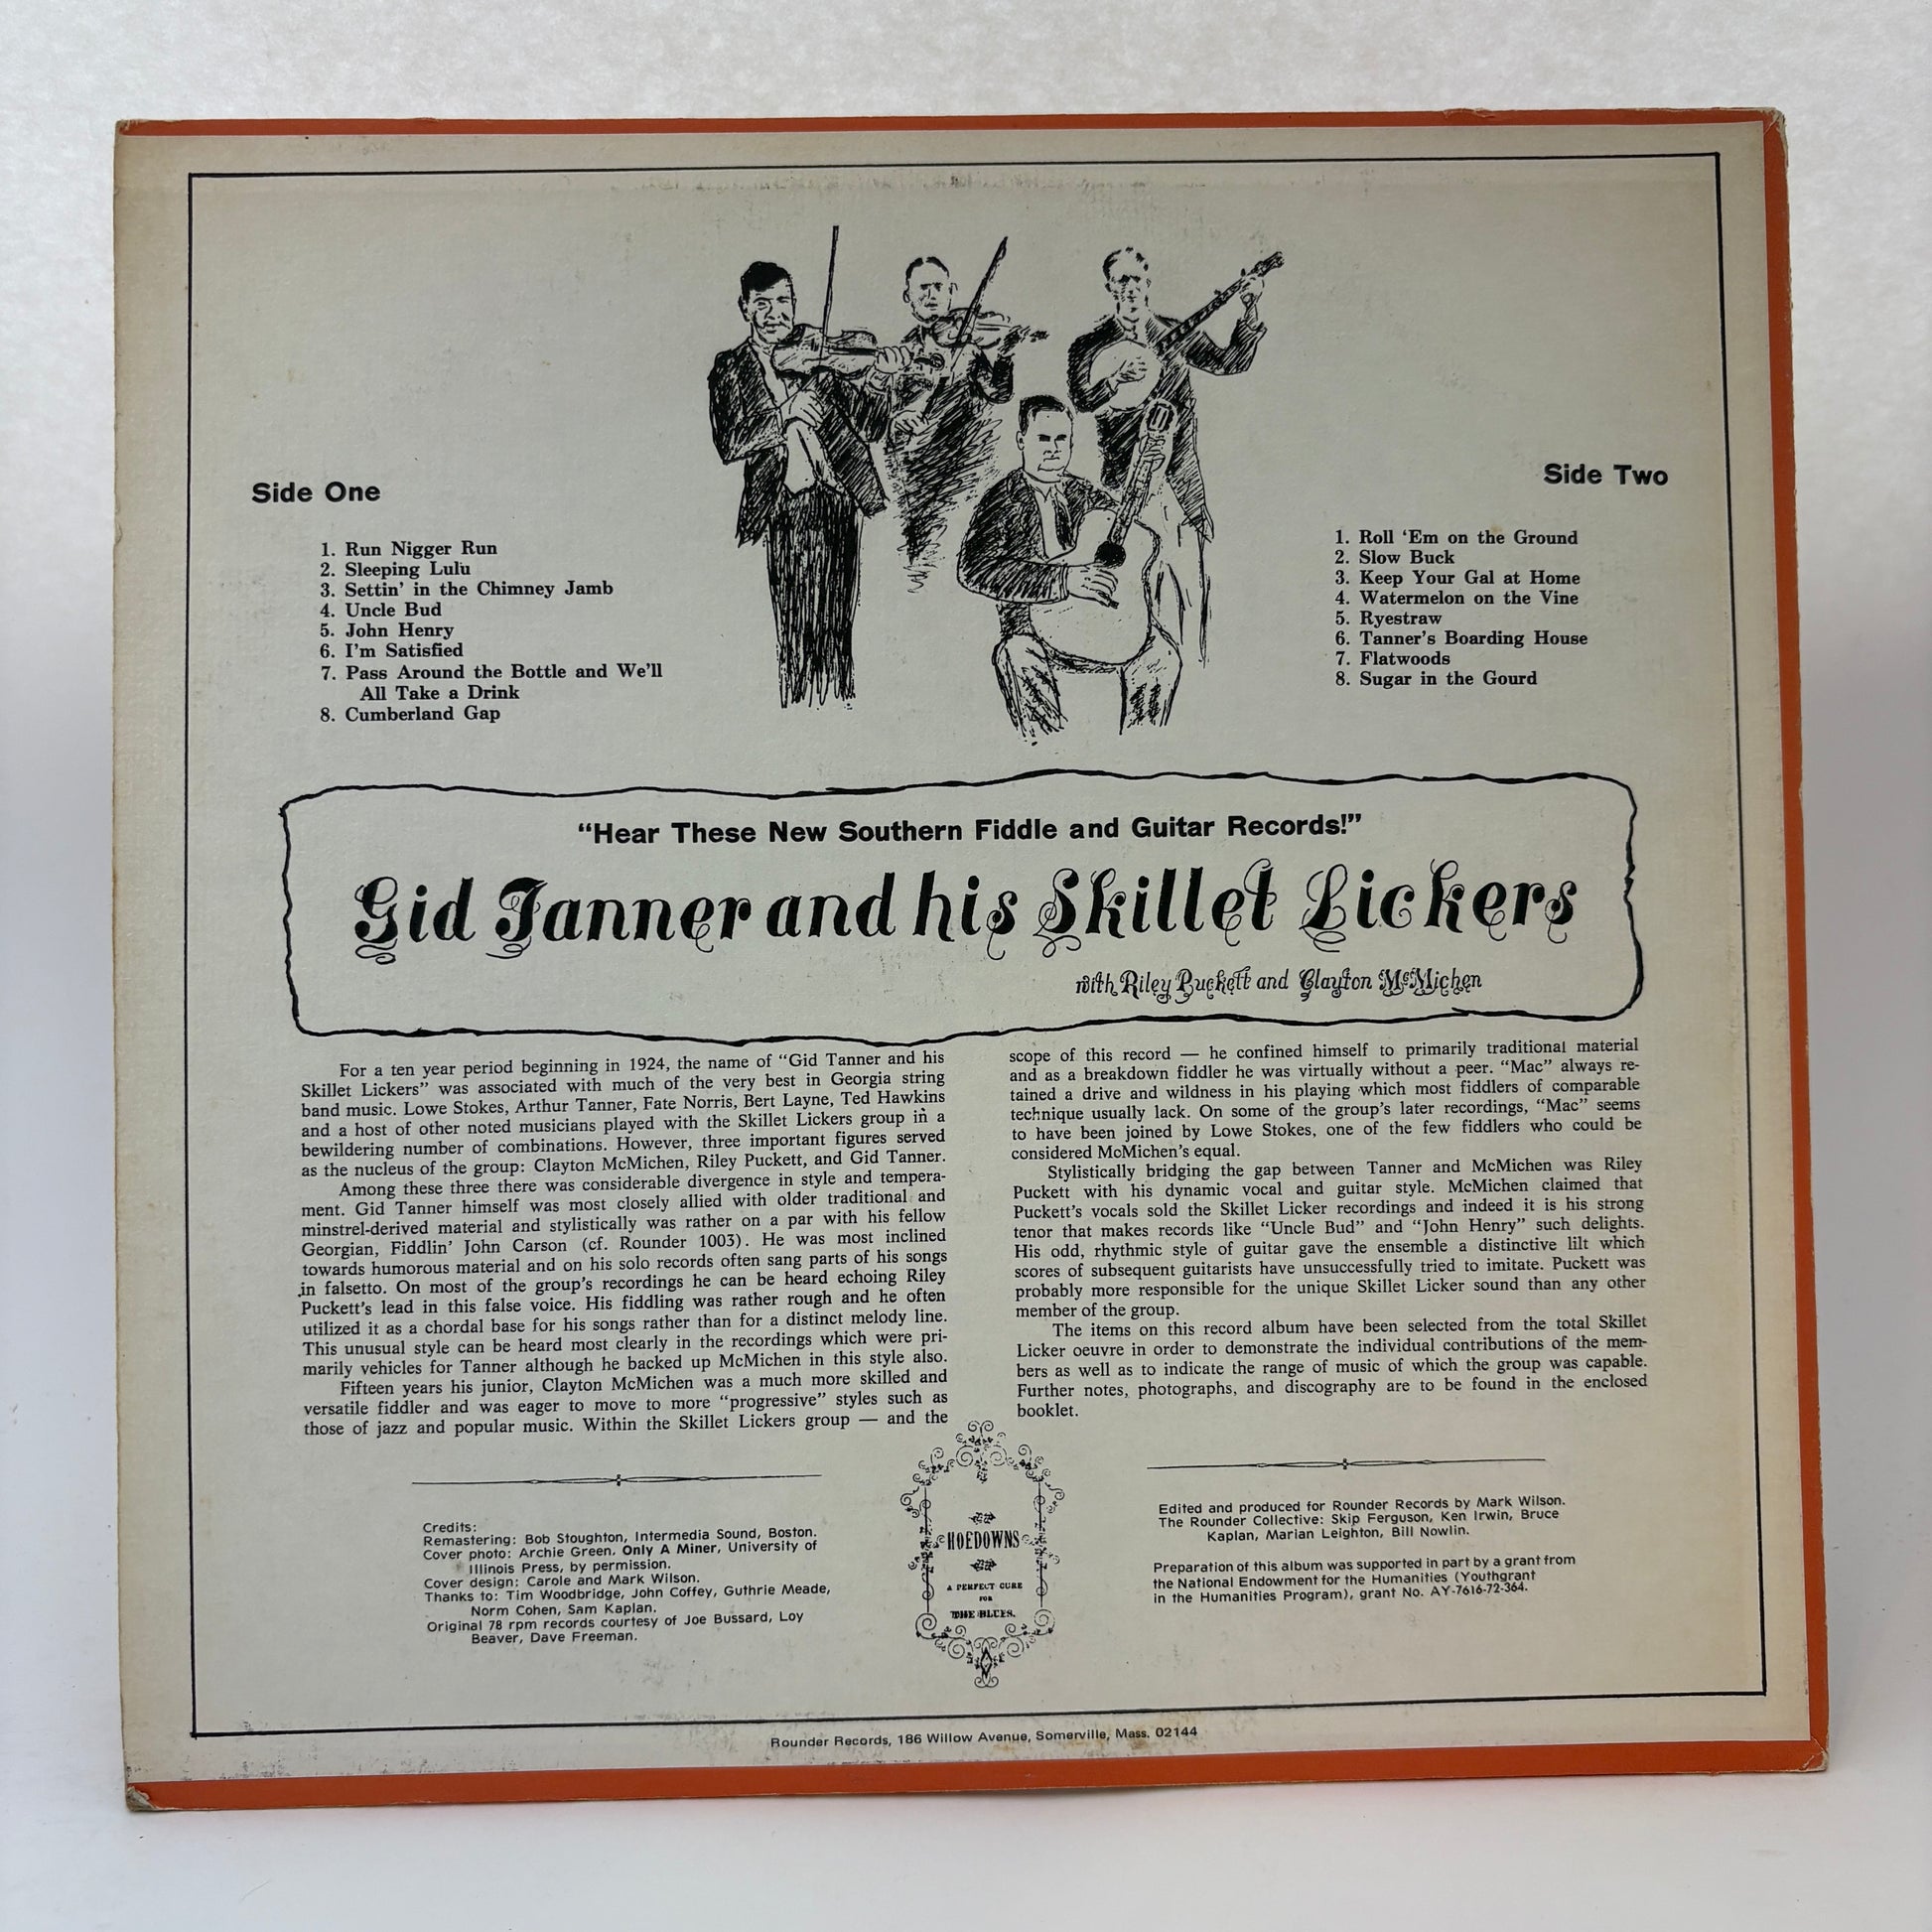 Side One
1. Run Nigger Run
2. Sleeping Lulu
3. Settin' in the Chimney Jamb
4. Uncle Bud
5. John Henry
6. I'm Satisfied
7. Pass Around the Bottle and We'll
All Take a Drink
8. Cumberland Gap
Side Two
1. Roll 'Em on the Ground
2. Slow Buck
3. Keep Your Gal at Home
4. Watermelon on the Vine
5. Ryestraw
6. Tanner's Boarding House
7. Flatwoods
8. Sugar in the Gourd
"Hear These New Southern Fiddle and Guitar Records!"
Gid Tanner and his Skillet Lickers
with Riley Puckett and Clayton McMichen
For a ten year period beginning in 1924, the name of "Gid Tanner and his
Skillet Lickers" was associated with much of the very best in Georgia string
band music. Lowe Stokes, Arthur Tanner, Fate Norris, Bert Layne, Ted Hawkins
and a host of other noted musicians played with the Skillet Lickers group in a
bewildering number of combinations. However, three important figures served
as the nucleus of the group: Clayton McMichen, Riley Puckett, and Gid Tanner.
Among these three there was considerable divergence in style and tempera-
ment. Gid Tanner himself was most closely allied with older traditional and
minstrel-derived material and stylistically was rather on a par with his fellow
Georgian, Fiddlin' John Carson (cf. Rounder 1003). He was most inclined
towards humorous material and on his solo records often sang parts of his songs
in falsetto. On most of the group's recordings he can be heard echoing Riley
Puckett's lead in this false voice. His fiddling was rather rough and he often
utilized it as a chordal base for his songs rather than for a distinct melody line.
This unusual style can be heard most clearly in the recordings which were pri-
marily vehicles for Tanner although he backed up McMichen in this style also.
Fifteen years his junior, Clayton McMichen was a much more skilled and
versatile fiddler and was eager to move to more "progressive" styles such as
those of jazz and popular music. Within the Skillet Lickers group — and the
scope of this record — he confined himself to primarily traditional material
and as a breakdown fiddler he was virtually without a peer. "Mac" always re-
tained a drive and wildness in his playing which most fiddlers of comparable
technique usually lack. On some of the group's later recordings, "Mac" seems
to have been joined by Lowe Stokes, one of the few fiddlers who could be
considered McMichen's equal.
Stylistically bridging the gap between Tanner and McMichen was Riley
Puckett with his dynamic vocal and guitar style. McMichen claimed that
Puckett's vocals sold the Skillet Licker recordings and indeed it is his strong
tenor that makes records like "Uncle Bud" and "John Henry" such delights.
His odd, rhythmic style of guitar gave the ensemble a distinctive lilt which
scores of subsequent guitarists have unsuccessfully tried to imitate. Puckett was
probably more responsible for the unique Skillet Licker sound than any other
member of the group.
The items on this record album have been selected from the total Skillet
Licker oeuvre in order to demonstrate the individual contributions of the mem-
bers as well as to indicate the range of music of which the group was capable.
Further notes, photographs, and discography are to be found in the enclosed
booklet.
Credits:
Remastering: Bob Stoughton, Intermedia Sound, Boston.
Cover photo: Archie Green, Only A Miner, University of
Illinois Press, by permission.
Cover design: Carole and Mark Wilson.
Thanks to: Tim Woodbridge, John Coffey, Guthrie Meade,
Norm Cohen, Sam Kaplan.
Original 78 rpm records courtesy of Joe Bussard, Loy
Beaver, Dave Freeman.
HOEDOWNS
A PERFECT CURE
FOR
THE BLUES.
Edited and produced for Rounder Records by Mark Wilson.
The Rounder Collective: Skip Ferguson, Ken Irwin, Bruce
Kaplan, Marian Leighton, Bill Nowlin.
Preparation of this album was supported in part by a grant from
the National Endowment for the Humanities (Youthgrant
in the Humanities Program), grant No. AY-7616-72-364.
Rounder Records, 186 Willow Avenue, Somerville, Mass. 02144